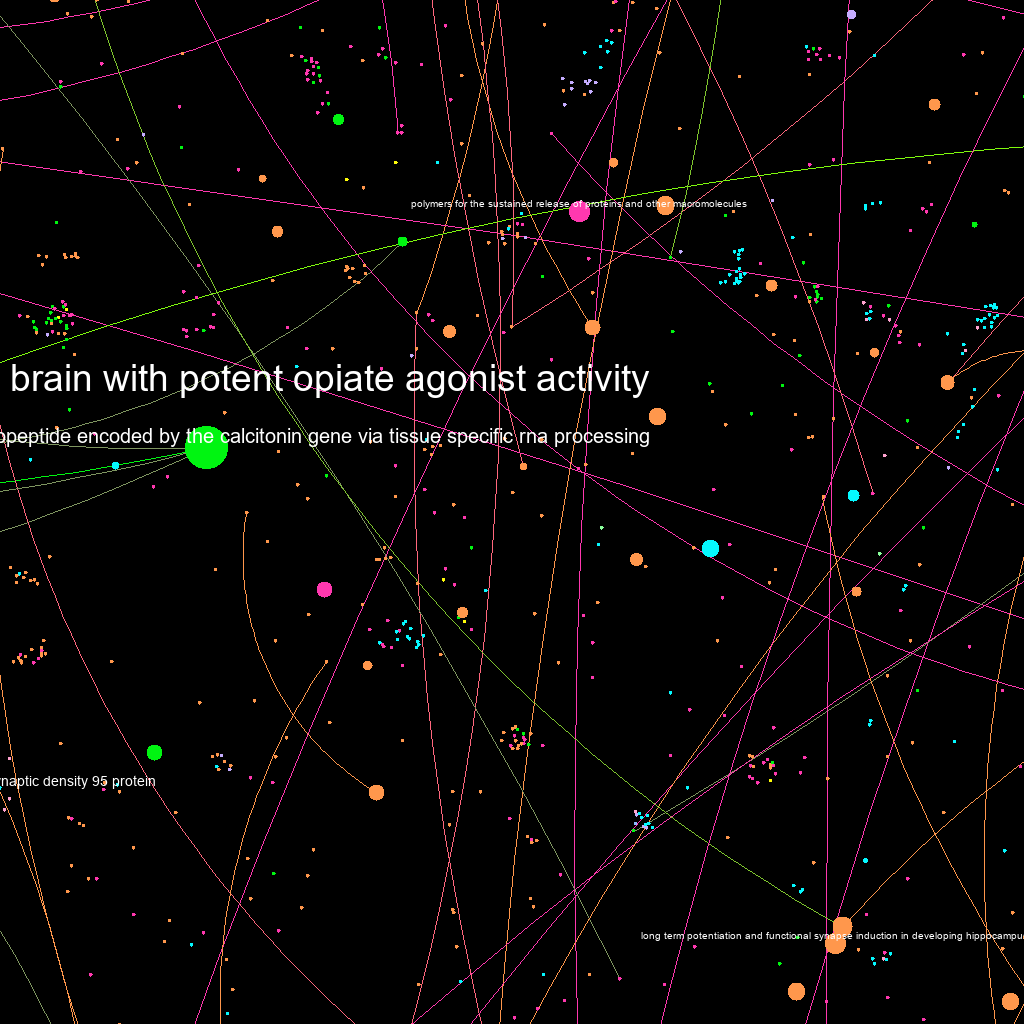 polymers for the sustained release of proteins and other macromolecules
brain with potent opiate agonist activity
opeptide encoded by the calcitonin gene via tissue specific rna processing
naptic density 95 protein
long term potentiation and functional synapse induction in developing hippocampu